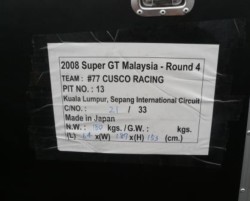 2008 Super GT Malaysia - Round 4
TEAM : #77 CUSCO RACING
PIT NO. : 13
Kuala Lumpur, Sepang International Circuit
C/NO. : 21 / 33
Made in Japan
N.W. : kgs. / G.W. : kgs.
(L) x(W) x(H) (cm.)